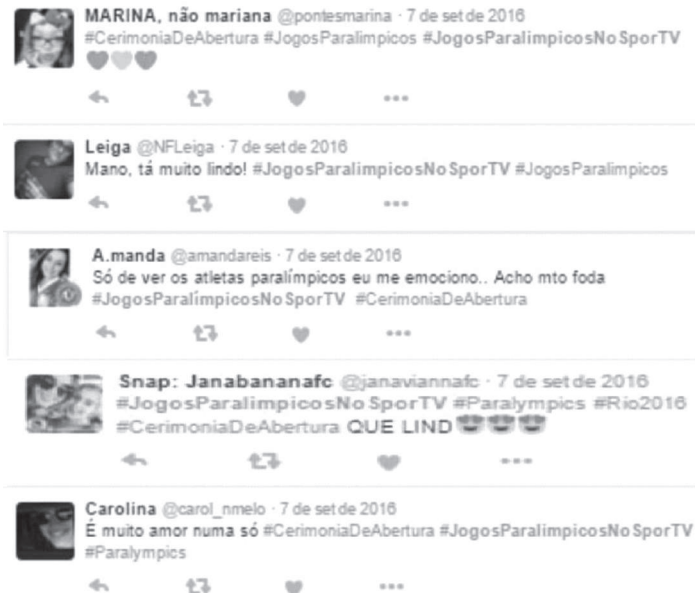 MARINA, não mariana @pontesmarina · 7 de set de 2016
#CerimoniaDeAbertura #JogosParalimpicos #JogosParalimpicosNoSporTV
Leiga @NFLeiga · 7 de set de 2016
Mano, tá muito lindo! #JogosParalimpicosNoSporTV #JogosParalimpicos
A.manda @amandareis · 7 de set de 2016
Só de ver os atletas paralímpicos eu me emociono.. Acho mto foda
#JogosParalímpicosNoSporTV #CerimoniaDeAbertura
Snap: Janabananafc @janaviannafc · 7 de set de 2016
#JogosParalimpicosNoSporTV #Paralympics #Rio2016
#CerimoniaDeAbertura QUE LIND
Carolina @carol_nmelo · 7 de set de 2016
É muito amor numa só #CerimoniaDeAbertura #JogosParalimpicosNoSporTV
#Paralympics